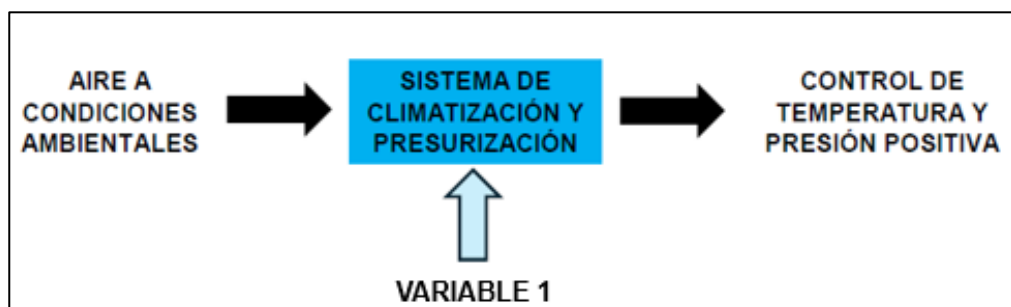 AIRE A
CONDICIONES
AMBIENTALES
SISTEMA DE
CLIMATIZACIÓN Y
PRESURIZACIÓN
CONTROL DE
TEMPERATURA Y
PRESIÓN POSITIVA
VARIABLE 1